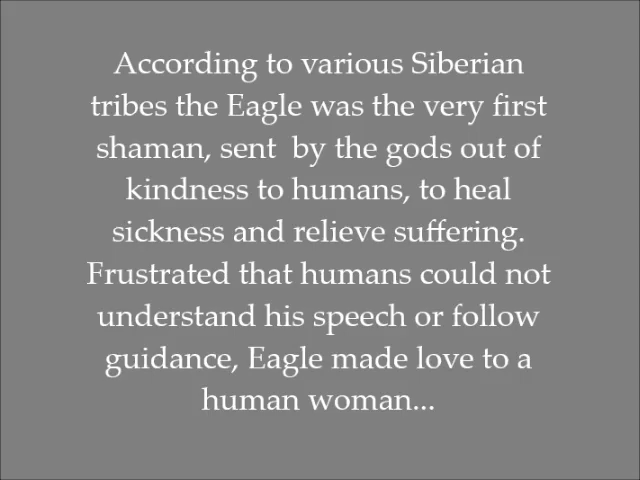 According to various Siberian
tribes the Eagle was the very first
shaman, sent  by the gods out of
kindness to humans, to heal
sickness and relieve suffering.
Frustrated that humans could not
understand his speech or follow
guidance, Eagle made love to a
human woman...